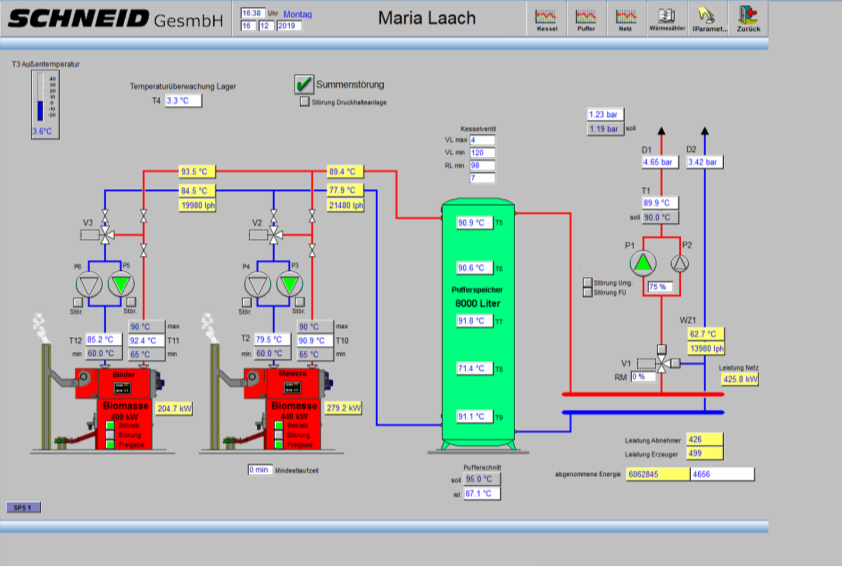 SCHNEID GesmbH
16:38 Uhr Montag
16 12 2019
Maria Laach
Kessel
Puffer
Netz
Wärmezähler
!Paramet...
Zurück
T3 Außentemperatur
40
30
20
10
0
-10
-20
3.6°C
Temperaturüberwachung Lager
T4 3.3 °C
Summenstörung
Störung Druckhalteanlage
Kesselventil
VL max 4
VL min 120
RL min 98
7
1.23 bar
1.19 bar soll
D1
4.65 bar
D2
3.42 bar
93.5 °C
84.5 °C
19980 lph
89.4 °C
77.9 °C
21480 lph
T1
89.9 °C
soll 90.0 °C
V3
V2
P6
P5
Stör.
Stör.
P4
P3
Stör.
Stör.
90.9 °C T5
90.6 °C T6
Pufferspeicher
8000 Liter
91.8 °C T7
71.4 °C T8
91.1 °C T9
P1
P2
Störung Umg.
Störung FU
75 %
WZ1
62.7 °C
13980 lph
V1
RM 0 %
Leistung Netz
425.8 kW
90 °C max
T12 85.2 °C
92.4 °C T11
min 60.0 °C
65 °C min
90 °C max
T2 79.5 °C
90.9 °C T10
min 60.0 °C
65 °C min
Binder
Biomasse
400 kW
Betrieb
Störung
Freigabe
204.7 kW
Mawera
Biomasse
440 kW
Betrieb
Störung
Freigabe
279.2 kW
0 min Mindestlaufzeit
Pufferschnitt
soll 95.0 °C
ist 87.1 °C
Leistung Abnehmer 426
Leistung Erzeuger 499
abgenommene Energie 6062845 4656
SPS 1